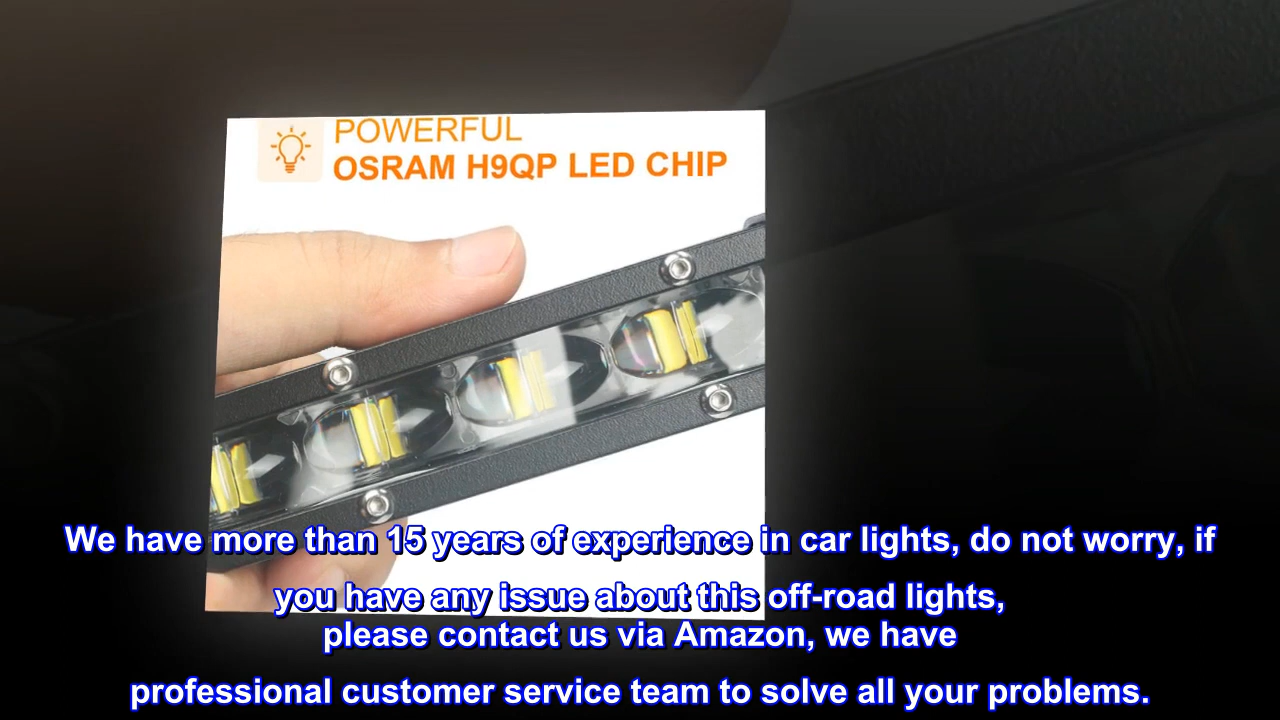 POWERFUL
OSRAM H9QP LED CHIP
We have more than 15 years of experience in car lights, do not worry, if
you have any issue about this off-road lights,
please contact us via Amazon, we have
professional customer service team to solve all your problems.